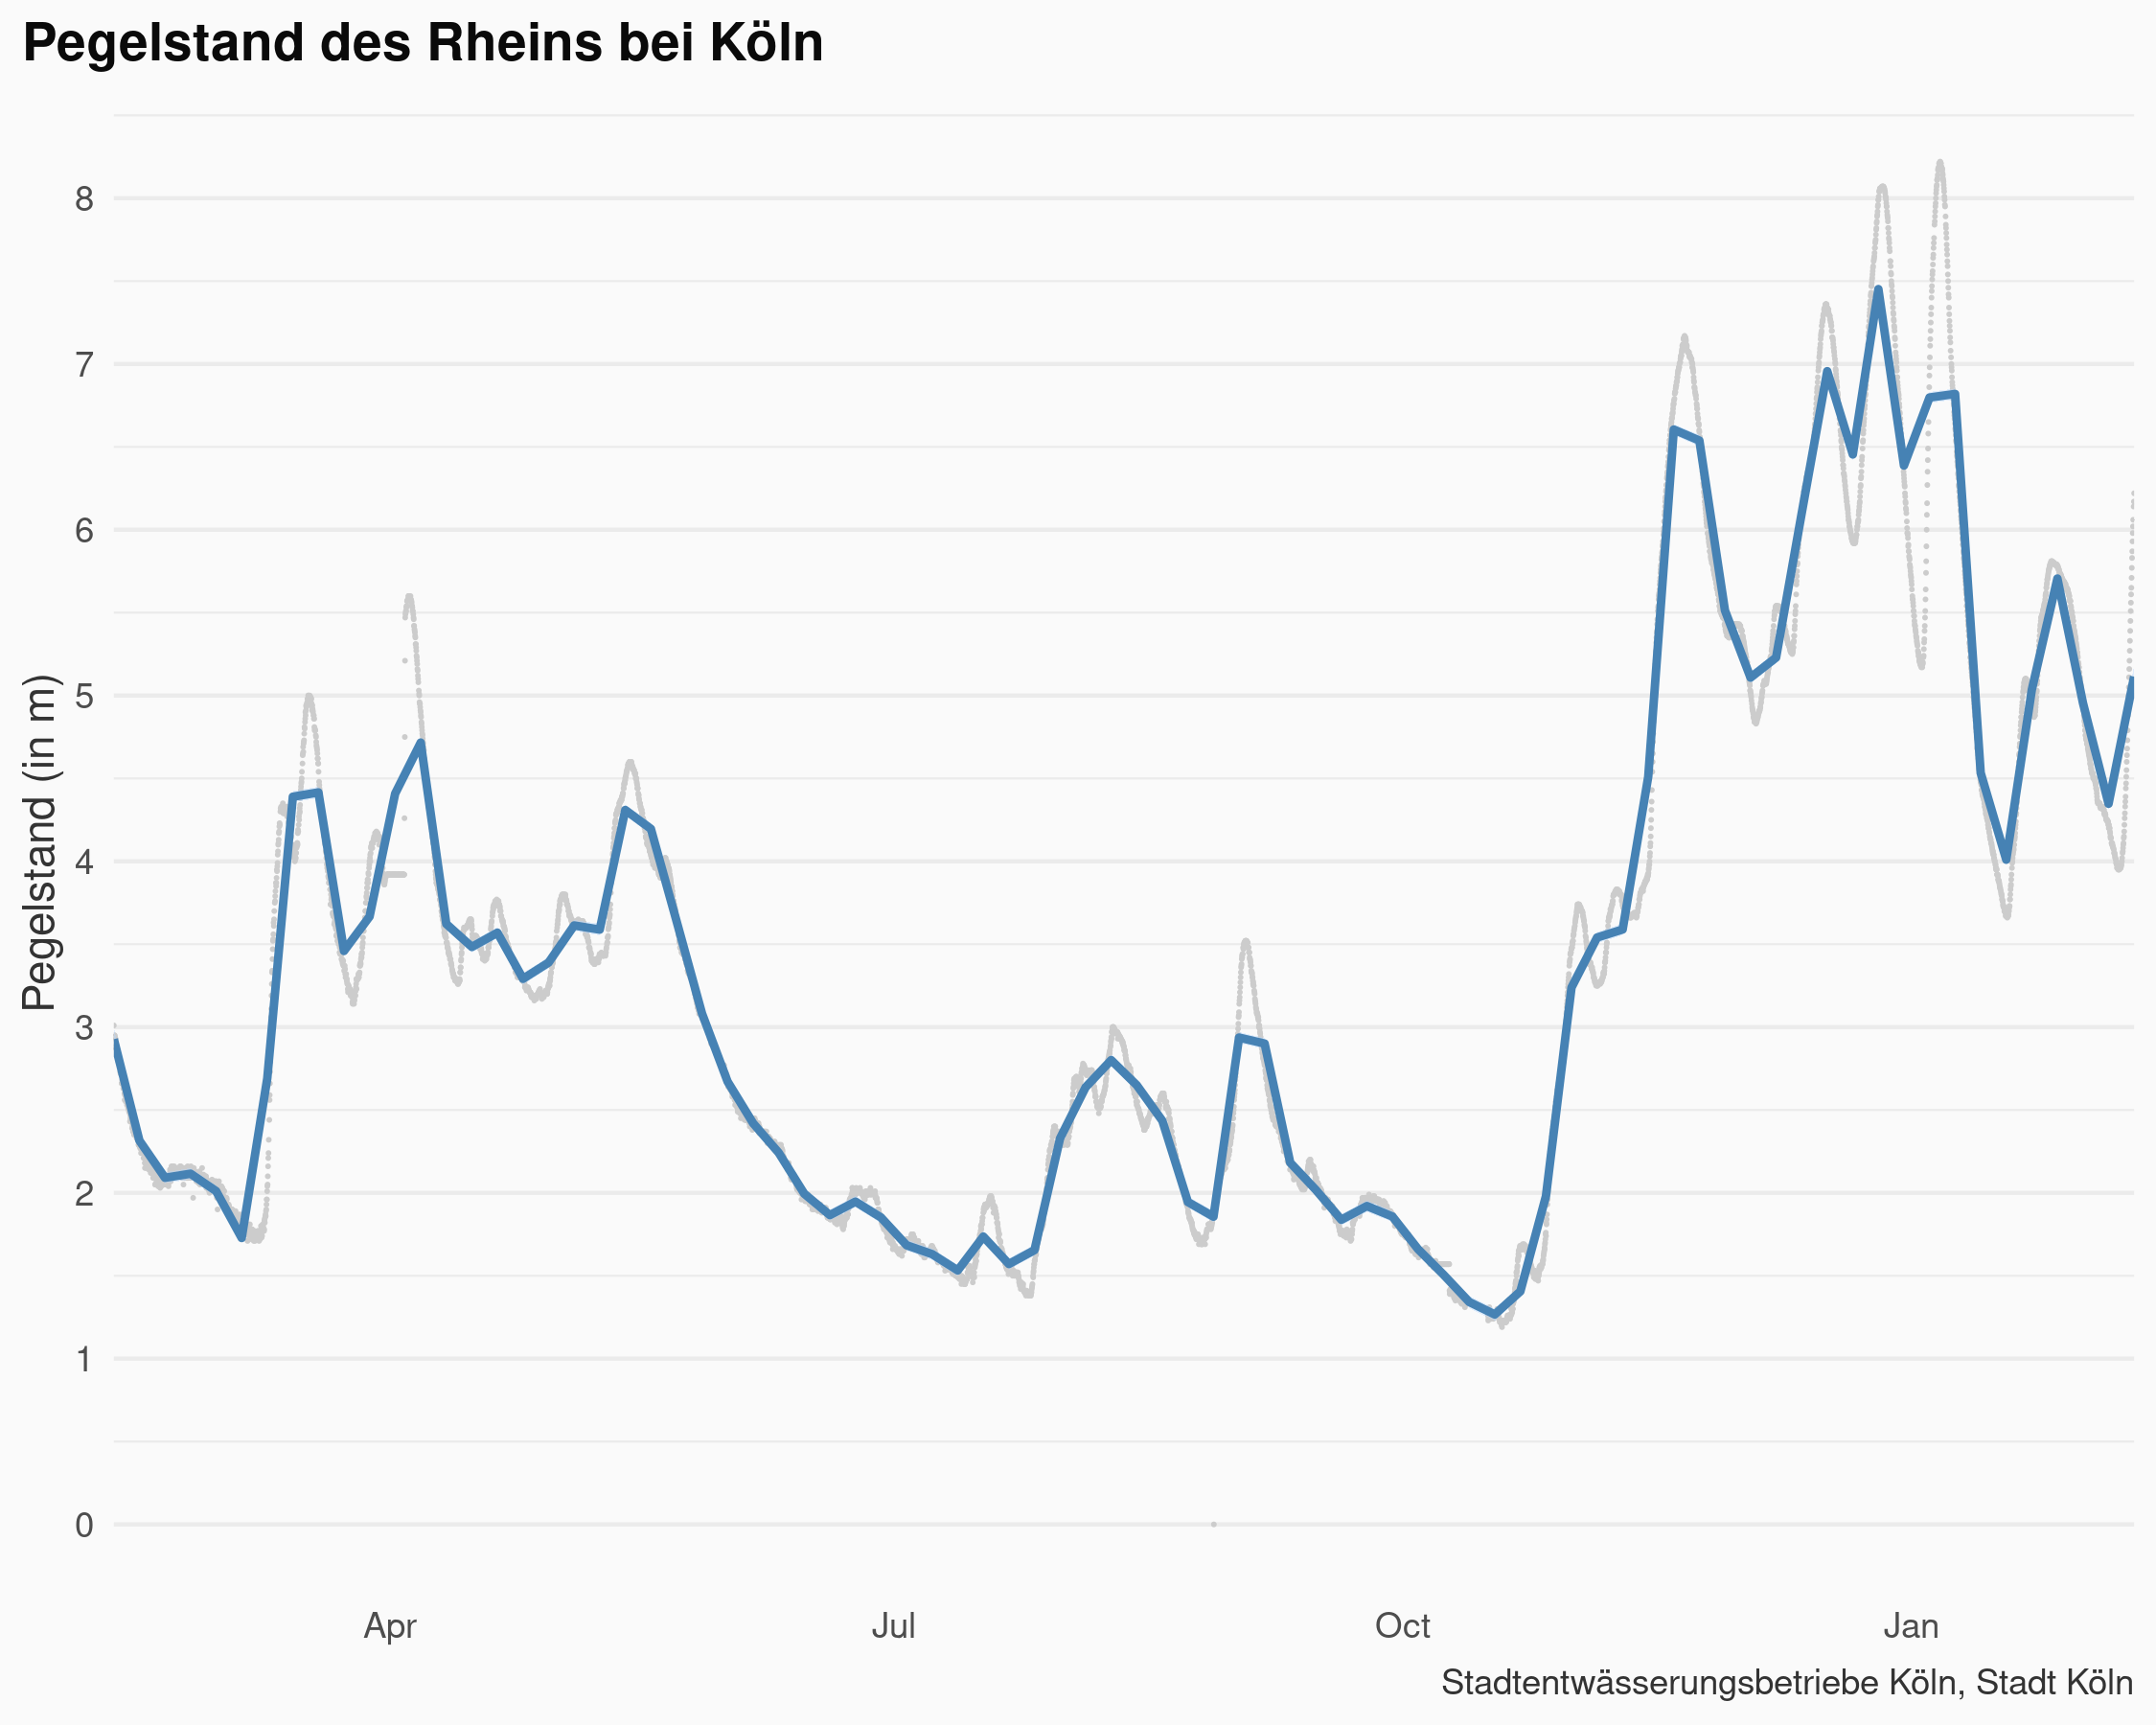 Pegelstand des Rheins bei Köln
Pegelstand (in m)
8
7
6
5
4
3
2
1
0
Apr Jul Oct Jan
Stadtentwässerungsbetriebe Köln, Stadt Köln